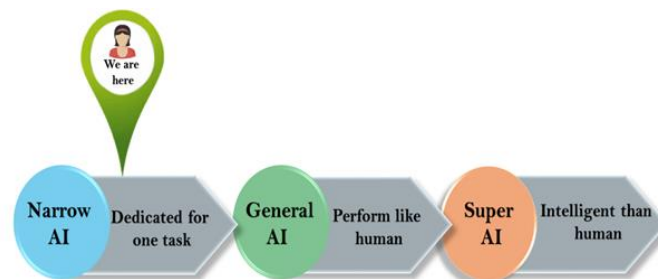 We are
here
Narrow
AI
Dedicated for
one task
General
AI
Perform like
human
Super
AI
Intelligent than
human